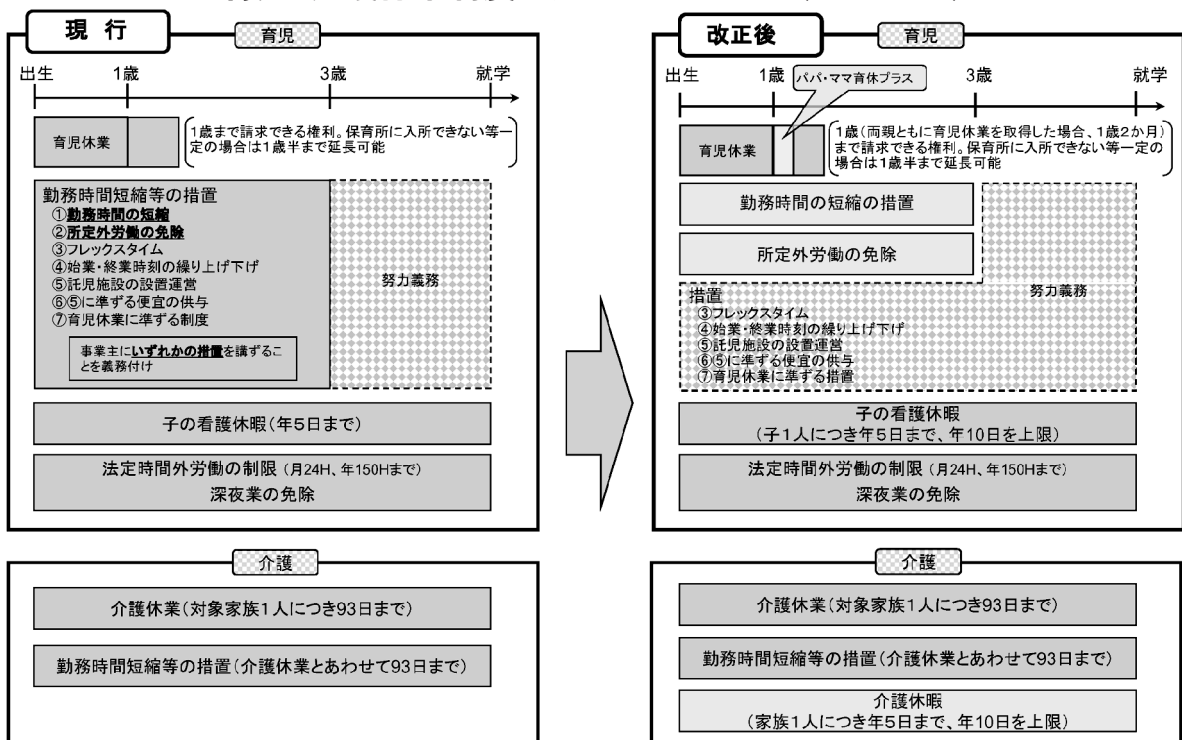 現 行
育児
出生 1歳 3歳 就学
育児休業
1歳まで請求できる権利。保育所に入所できない等一
定の場合は1歳半まで延長可能
勤務時間短縮等の措置
①勤務時間の短縮
②所定外労働の免除
③フレックスタイム
④始業・終業時刻の繰り上げ下げ
⑤託児施設の設置運営
⑥⑤に準ずる便宜の供与
⑦育児休業に準ずる制度
事業主にいずれかの措置を講ずるこ
とを義務付け
努力義務
子の看護休暇(年5日まで)
法定時間外労働の制限(月24H、年150Hまで)
深夜業の免除
介護
介護休業(対象家族1人につき93日まで)
勤務時間短縮等の措置(介護休業とあわせて93日まで)
改正後
育児
出生 1歳 パパ・ママ育休プラス 3歳 就学
育児休業
1歳(両親ともに育児休業を取得した場合、1歳2か月)
まで請求できる権利。保育所に入所できない等一定の
場合は1歳半まで延長可能
勤務時間の短縮の措置
所定外労働の免除
努力義務
措置
③フレックスタイム
④始業・終業時刻の繰り上げ下げ
⑤託児施設の設置運営
⑥⑤に準ずる便宜の供与
⑦育児休業に準ずる措置
子の看護休暇
(子1人につき年5日まで、年10日を上限)
法定時間外労働の制限(月24H、年150Hまで)
深夜業の免除
介護
介護休業(対象家族1人につき93日まで)
勤務時間短縮等の措置(介護休業とあわせて93日まで)
介護休暇
(家族1人につき年5日まで、年10日を上限)